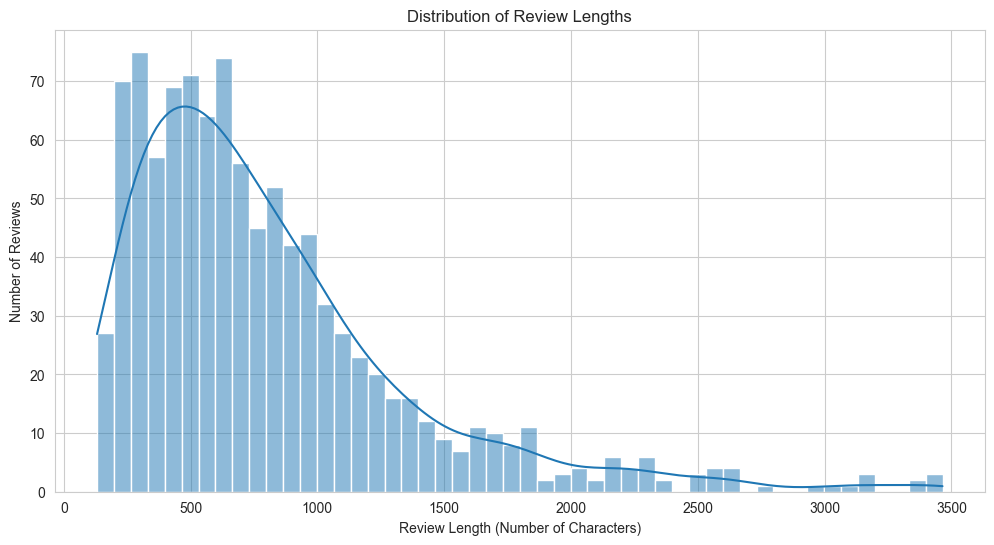 Distribution of Review Lengths
Number of Reviews
70
60
50
40
30
20
10
0
0 500 1000 1500 2000 2500 3000 3500
Review Length (Number of Characters)